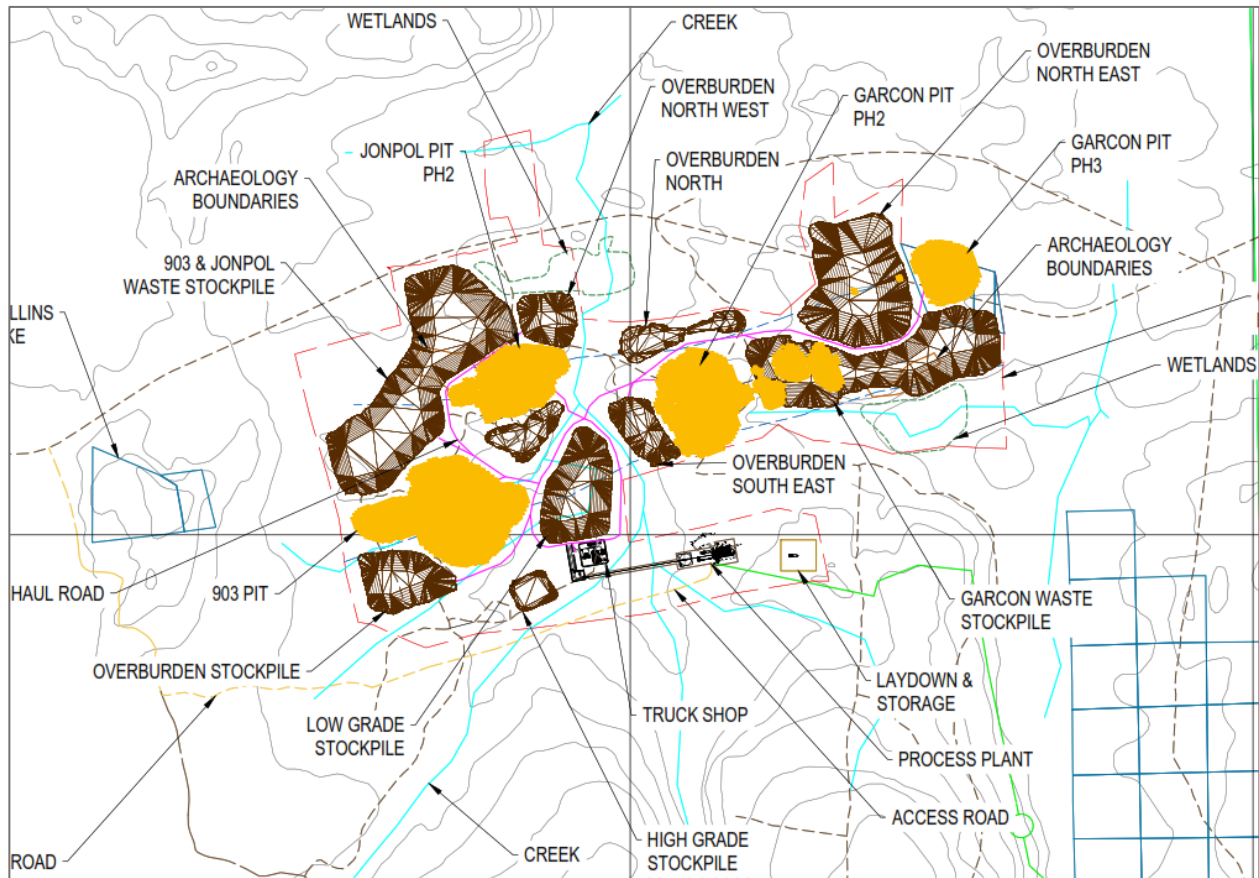 WETLANDS
CREEK
OVERBURDEN
NORTH EAST
OVERBURDEN
NORTH WEST
GARCON PIT
PH2
JONPOL PIT
PH2
OVERBURDEN
NORTH
GARCON PIT
PH3
ARCHAEOLOGY
BOUNDARIES
ARCHAEOLOGY
BOUNDARIES
903 & JONPOL
WASTE STOCKPILE
LLINS
KE
WETLANDS
OVERBURDEN
SOUTH EAST
HAUL ROAD
903 PIT
GARCON WASTE
STOCKPILE
OVERBURDEN STOCKPILE
LAYDOWN &
STORAGE
LOW GRADE
STOCKPILE
TRUCK SHOP
PROCESS PLANT
ACCESS ROAD
HIGH GRADE
STOCKPILE
CREEK
ROAD